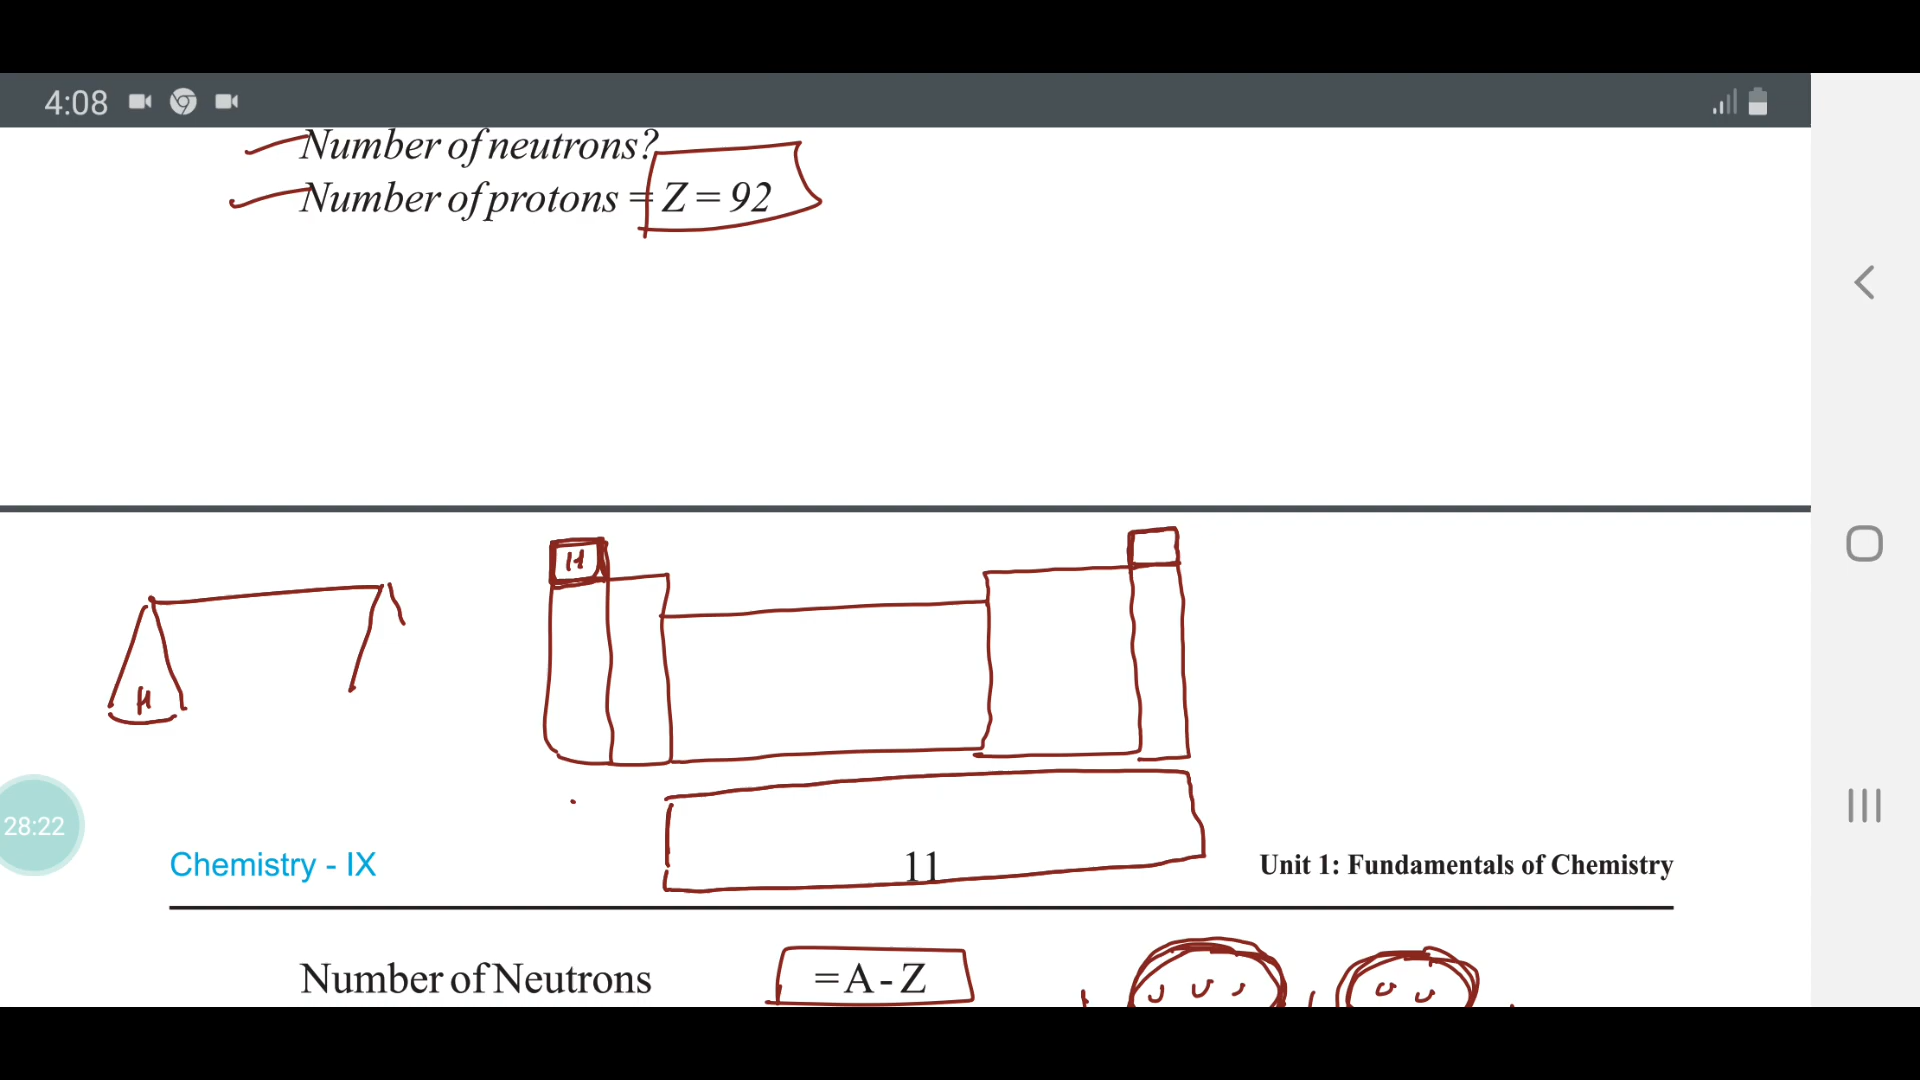 4:08
Number of neutrons?
Number of protons = Z = 92
H
H
28:22
Chemistry - IX
11
Unit 1: Fundamentals of Chemistry
Number of Neutrons
= A - Z